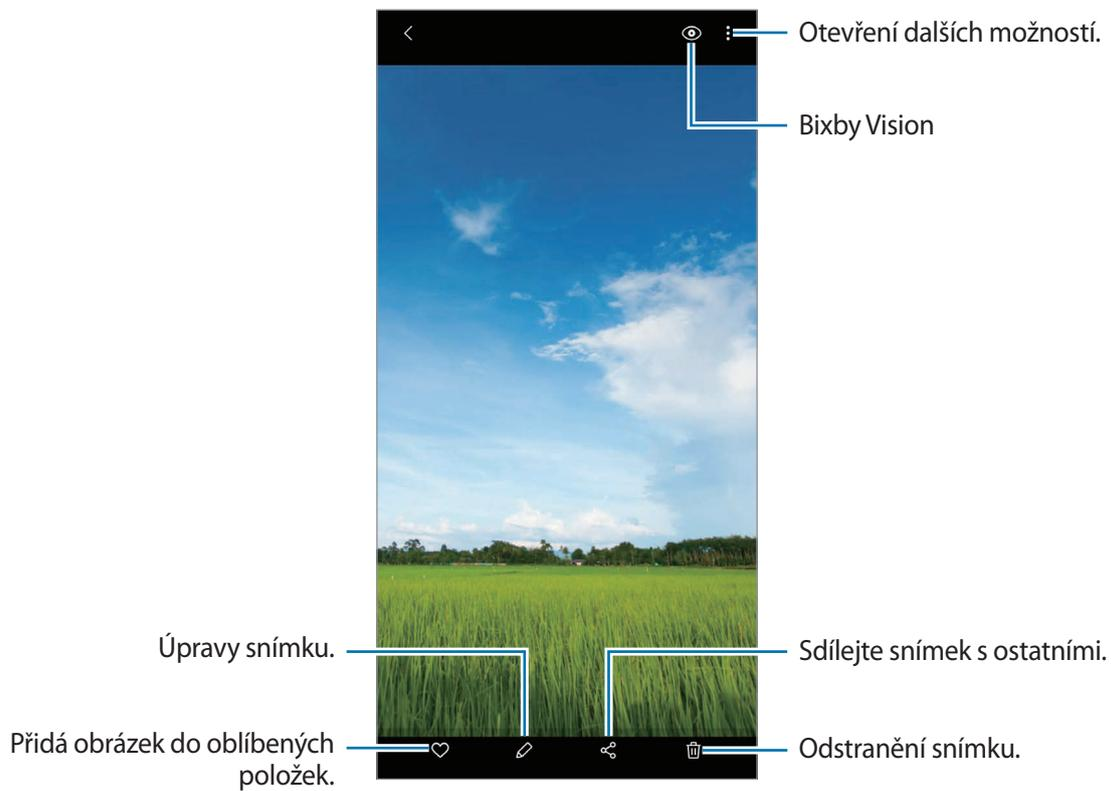 Otevření dalších možností.
Bixby Vision
Úpravy snímku.
Sdílejte snímek s ostatními.
Přidá obrázek do oblíbených
položek.
Odstranění snímku.